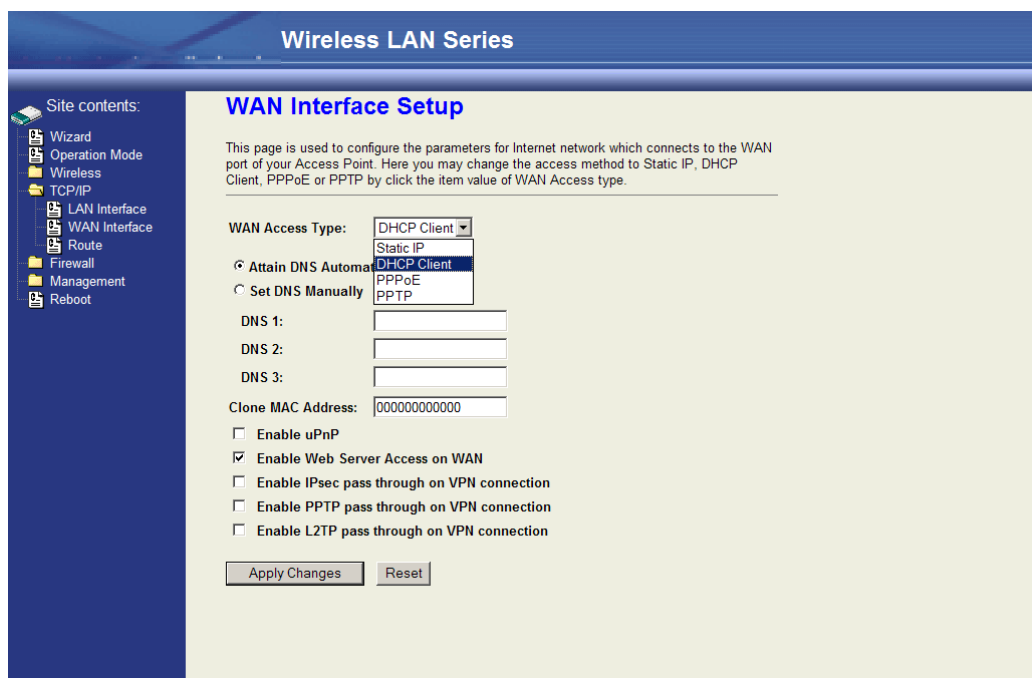 Wireless LAN Series
Site contents:
Wizard
Operation Mode
Wireless
TCP/IP
LAN Interface
WAN Interface
Route
Firewall
Management
Reboot
WAN Interface Setup
This page is used to configure the parameters for Internet network which connects to the WAN
port of your Access Point. Here you may change the access method to Static IP, DHCP
Client, PPPoE or PPTP by click the item value of WAN Access type.
WAN Access Type: DHCP Client
Static IP
DHCP Client
PPPoE
PPTP
Attain DNS Automat
Set DNS Manually
DNS 1:
DNS 2:
DNS 3:
Clone MAC Address: 000000000000
Enable uPnP
Enable Web Server Access on WAN
Enable IPsec pass through on VPN connection
Enable PPTP pass through on VPN connection
Enable L2TP pass through on VPN connection
Apply Changes Reset